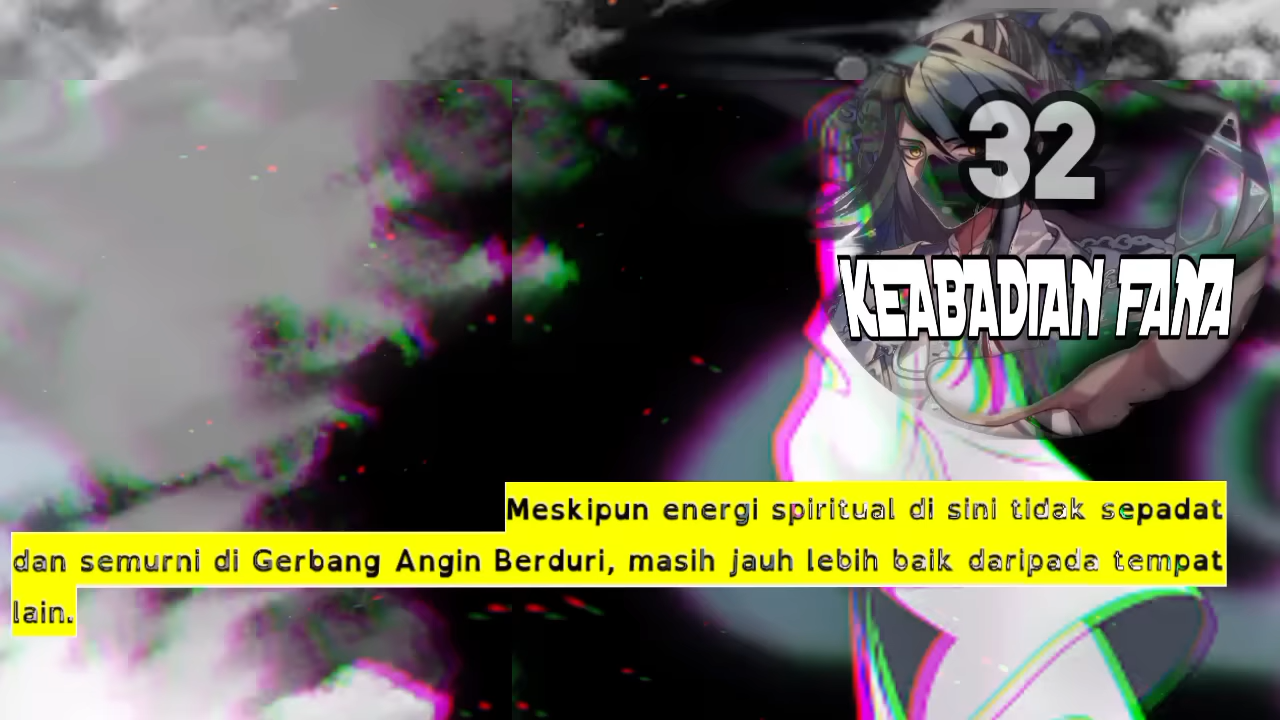 32
KEABADIAN FANA
Meskipun energi spiritual di sini tidak sepadat
dan semurni di Gerbang Angin Berduri, masih jauh lebih baik daripada tempat
lain.